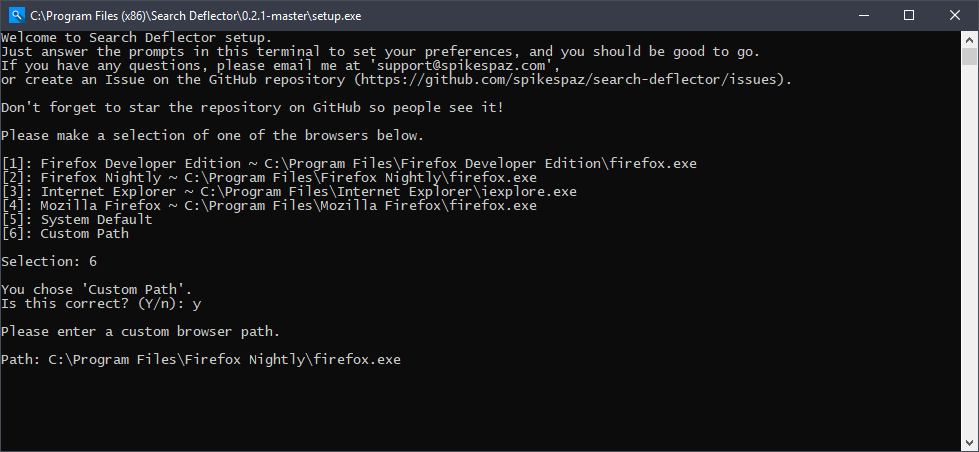 C:\Program Files (x86)\Search Deflector\0.2.1-master\setup.exe
Welcome to Search Deflector setup.
Just answer the prompts in this terminal to set your preferences, and you should be good to go.
If you have any questions, please email me at 'support@spikespaz.com',
or create an Issue on the GitHub repository (https://github.com/spikespaz/search-deflector/issues).
Don't forget to star the repository on GitHub so people see it!
Please make a selection of one of the browsers below.
[1]: Firefox Developer Edition ~ C:\Program Files\Firefox Developer Edition\firefox.exe
[2]: Firefox Nightly ~ C:\Program Files\Firefox Nightly\firefox.exe
[3]: Internet Explorer ~ C:\Program Files\Internet Explorer\iexplore.exe
[4]: Mozilla Firefox ~ C:\Program Files\Mozilla Firefox\firefox.exe
[5]: System Default
[6]: Custom Path
Selection: 6
You chose 'Custom Path'.
Is this correct? (Y/n): y
Please enter a custom browser path.
Path: C:\Program Files\Firefox Nightly\firefox.exe